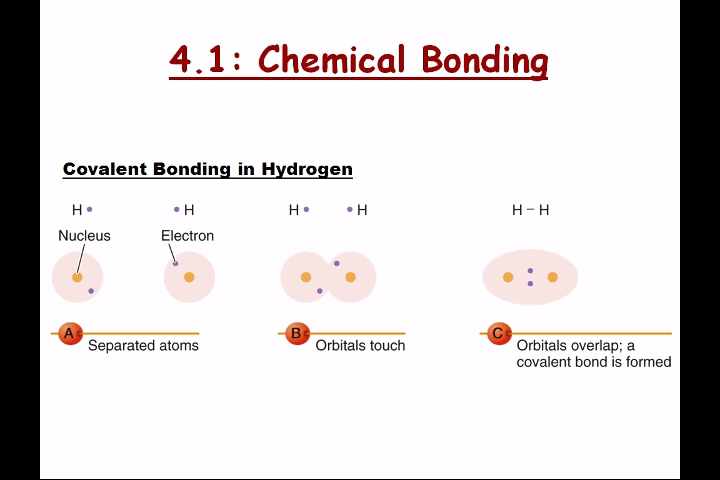 4.1: Chemical Bonding
Covalent Bonding in Hydrogen
H • • H
H • • H
H – H
Nucleus
Electron
A
Separated atoms
B
Orbitals touch
C
Orbitals overlap; a
covalent bond is formed